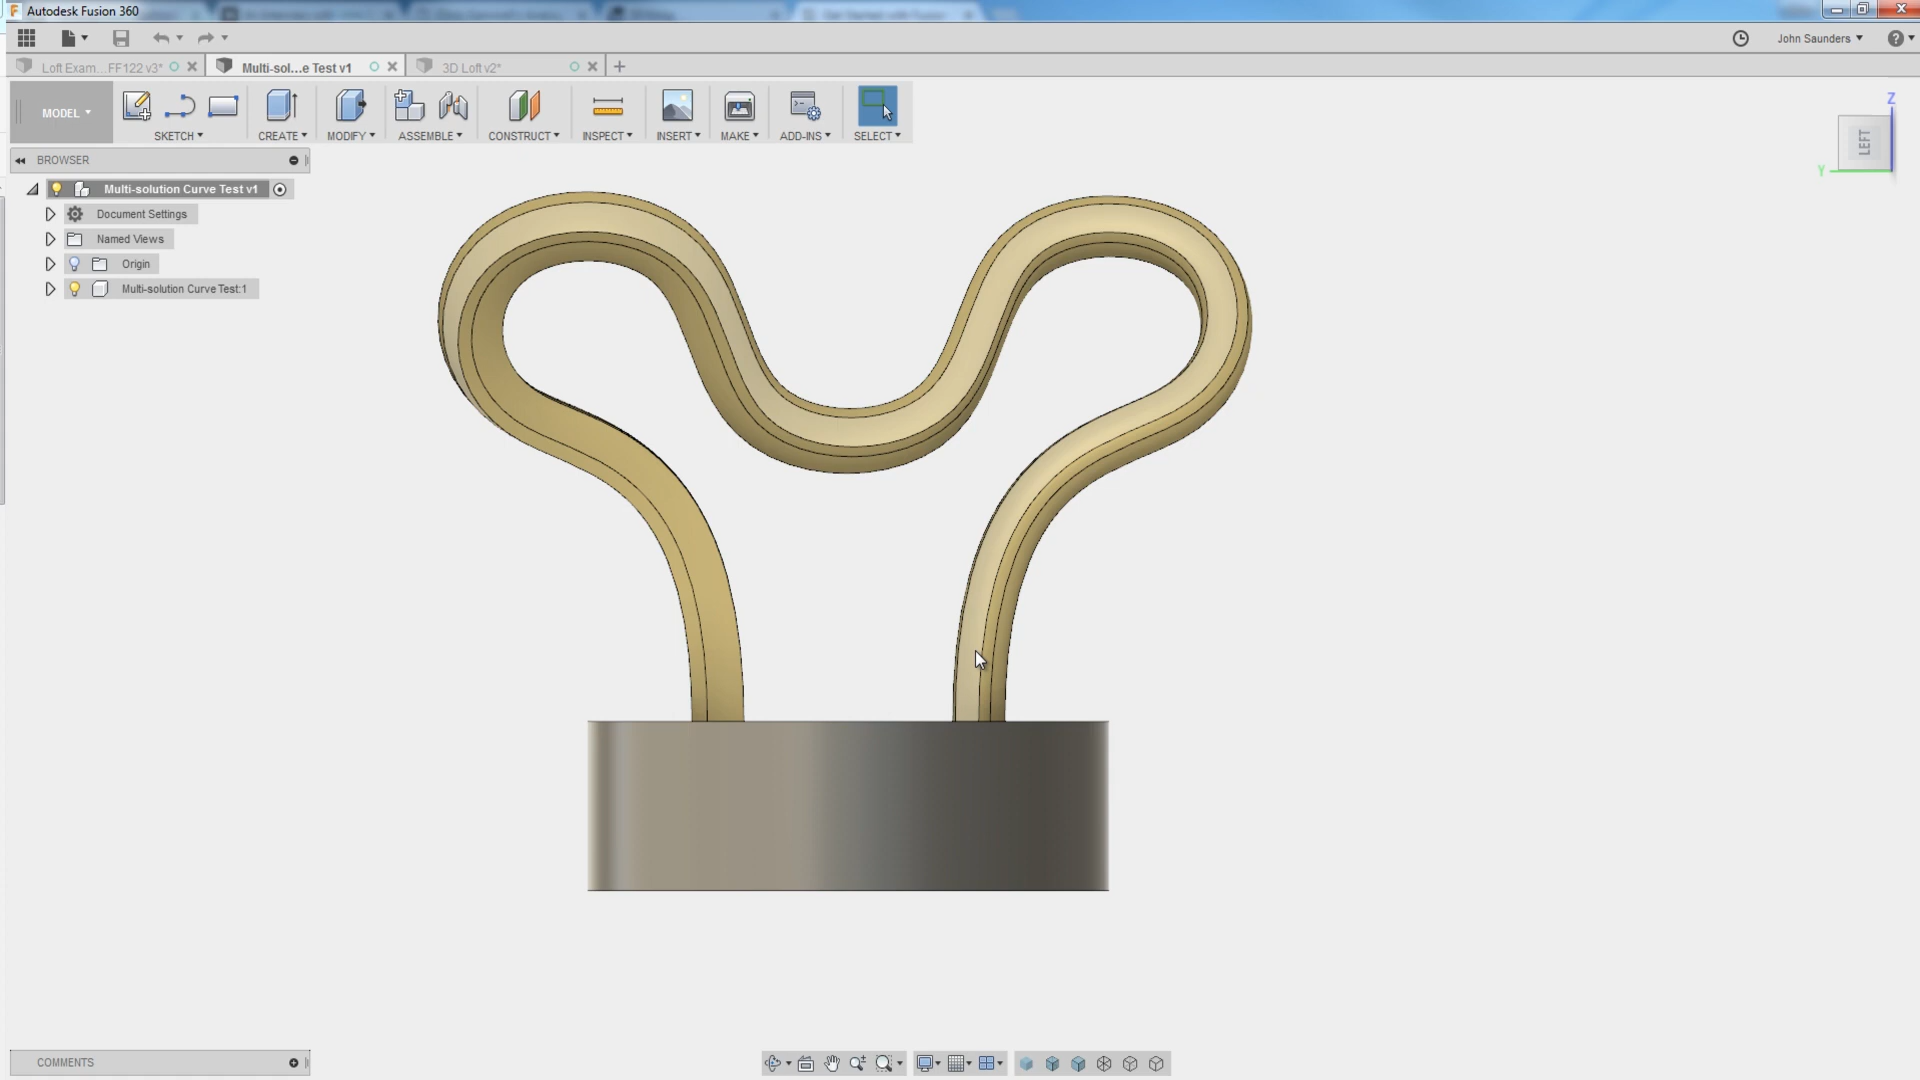 Autodesk Fusion 360
John Saunders
Loft Exam... FF122 v3*
Multi-sol...e Test v1
3D Loft v2*
MODEL
SKETCH
CREATE
MODIFY
ASSEMBLE
CONSTRUCT
INSPECT
INSERT
MAKE
ADD-INS
SELECT
Z
LEFT
Y
BROWSER
Multi-solution Curve Test v1
Document Settings
Named Views
Origin
Multi-solution Curve Test:1
COMMENTS